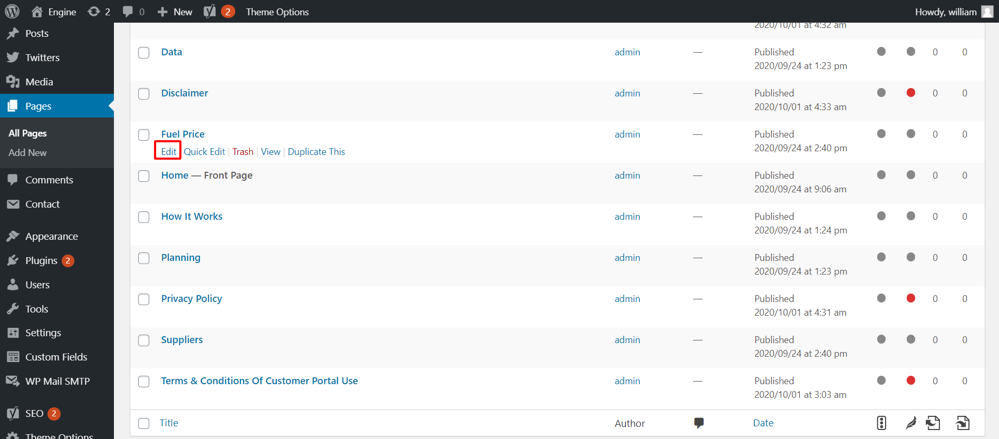 Engine 2 0 New 2 Theme Options Howdy, william
Posts
Twitters
Media
Pages
All Pages
Add New
Comments
Contact
Appearance
Plugins 2
Users
Tools
Settings
Custom Fields
WP Mail SMTP
SEO 2
Theme Options
2020/10/01 at 4:32 am
Data admin — Published 0 0
2020/09/24 at 1:23 pm
Disclaimer admin — Published 0 0
2020/10/01 at 4:33 am
Fuel Price admin — Published 0 0
Edit Quick Edit | Trash | View | Duplicate This 2020/09/24 at 2:40 pm
Home — Front Page admin — Published 0 0
2020/09/24 at 9:06 am
How It Works admin — Published 0 0
2020/09/24 at 1:24 pm
Planning admin — Published 0 0
2020/09/24 at 1:23 pm
Privacy Policy admin — Published 0 0
2020/10/01 at 4:31 am
Suppliers admin — Published 0 0
2020/09/24 at 2:40 pm
Terms & Conditions Of Customer Portal Use admin — Published 0 0
2020/10/01 at 3:03 am
Title Author Date